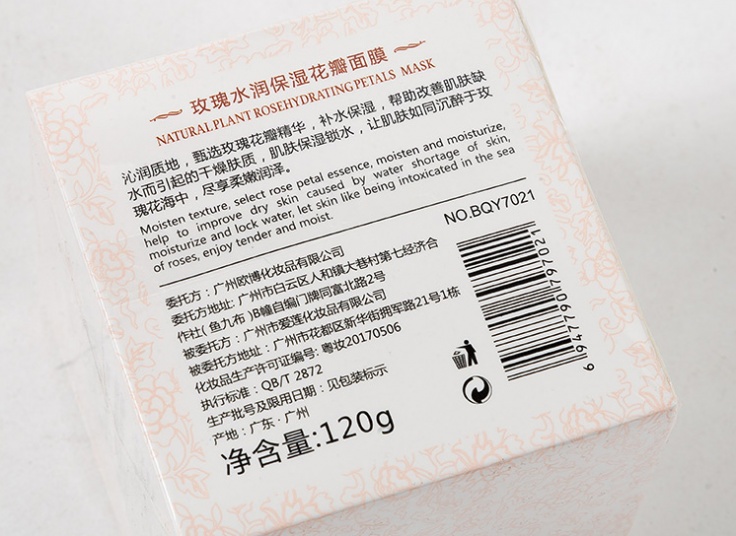 玫瑰水润保湿花瓣面膜
NATURAL PLANT ROSEHYDRATING PETALS MASK
沁润质地，甄选玫瑰花瓣精华，补水保湿，帮助改善肌肤缺
水而引起的干燥肤质，肌肤保湿锁水，让肌肤如同沉醉于玫
瑰花海中，尽享柔嫩润泽。
Moisten texture, select rose petal essence, moisten and moisturize,
help to improve dry skin caused by water shortage of skin,
moisturize and lock water, let skin like being intoxicated in the sea
of roses, enjoy tender and moist.
NO.BQY7021
委托方：广州欧博化妆品有限公司
委托方地址：广州市白云区人和镇大巷村第七经济合
作社(鱼九布)B幢自编门牌同富北路2号
被委托方：广州市爱莲化妆品有限公司
被委托方地址：广州市花都区新华街拥军路21号1栋
化妆品生产许可证编号：粤妆20170506
执行标准：QB/T 2872
生产批号及限用日期：见包装标示
产地：广东·广州
净含量:120g
6947790797021